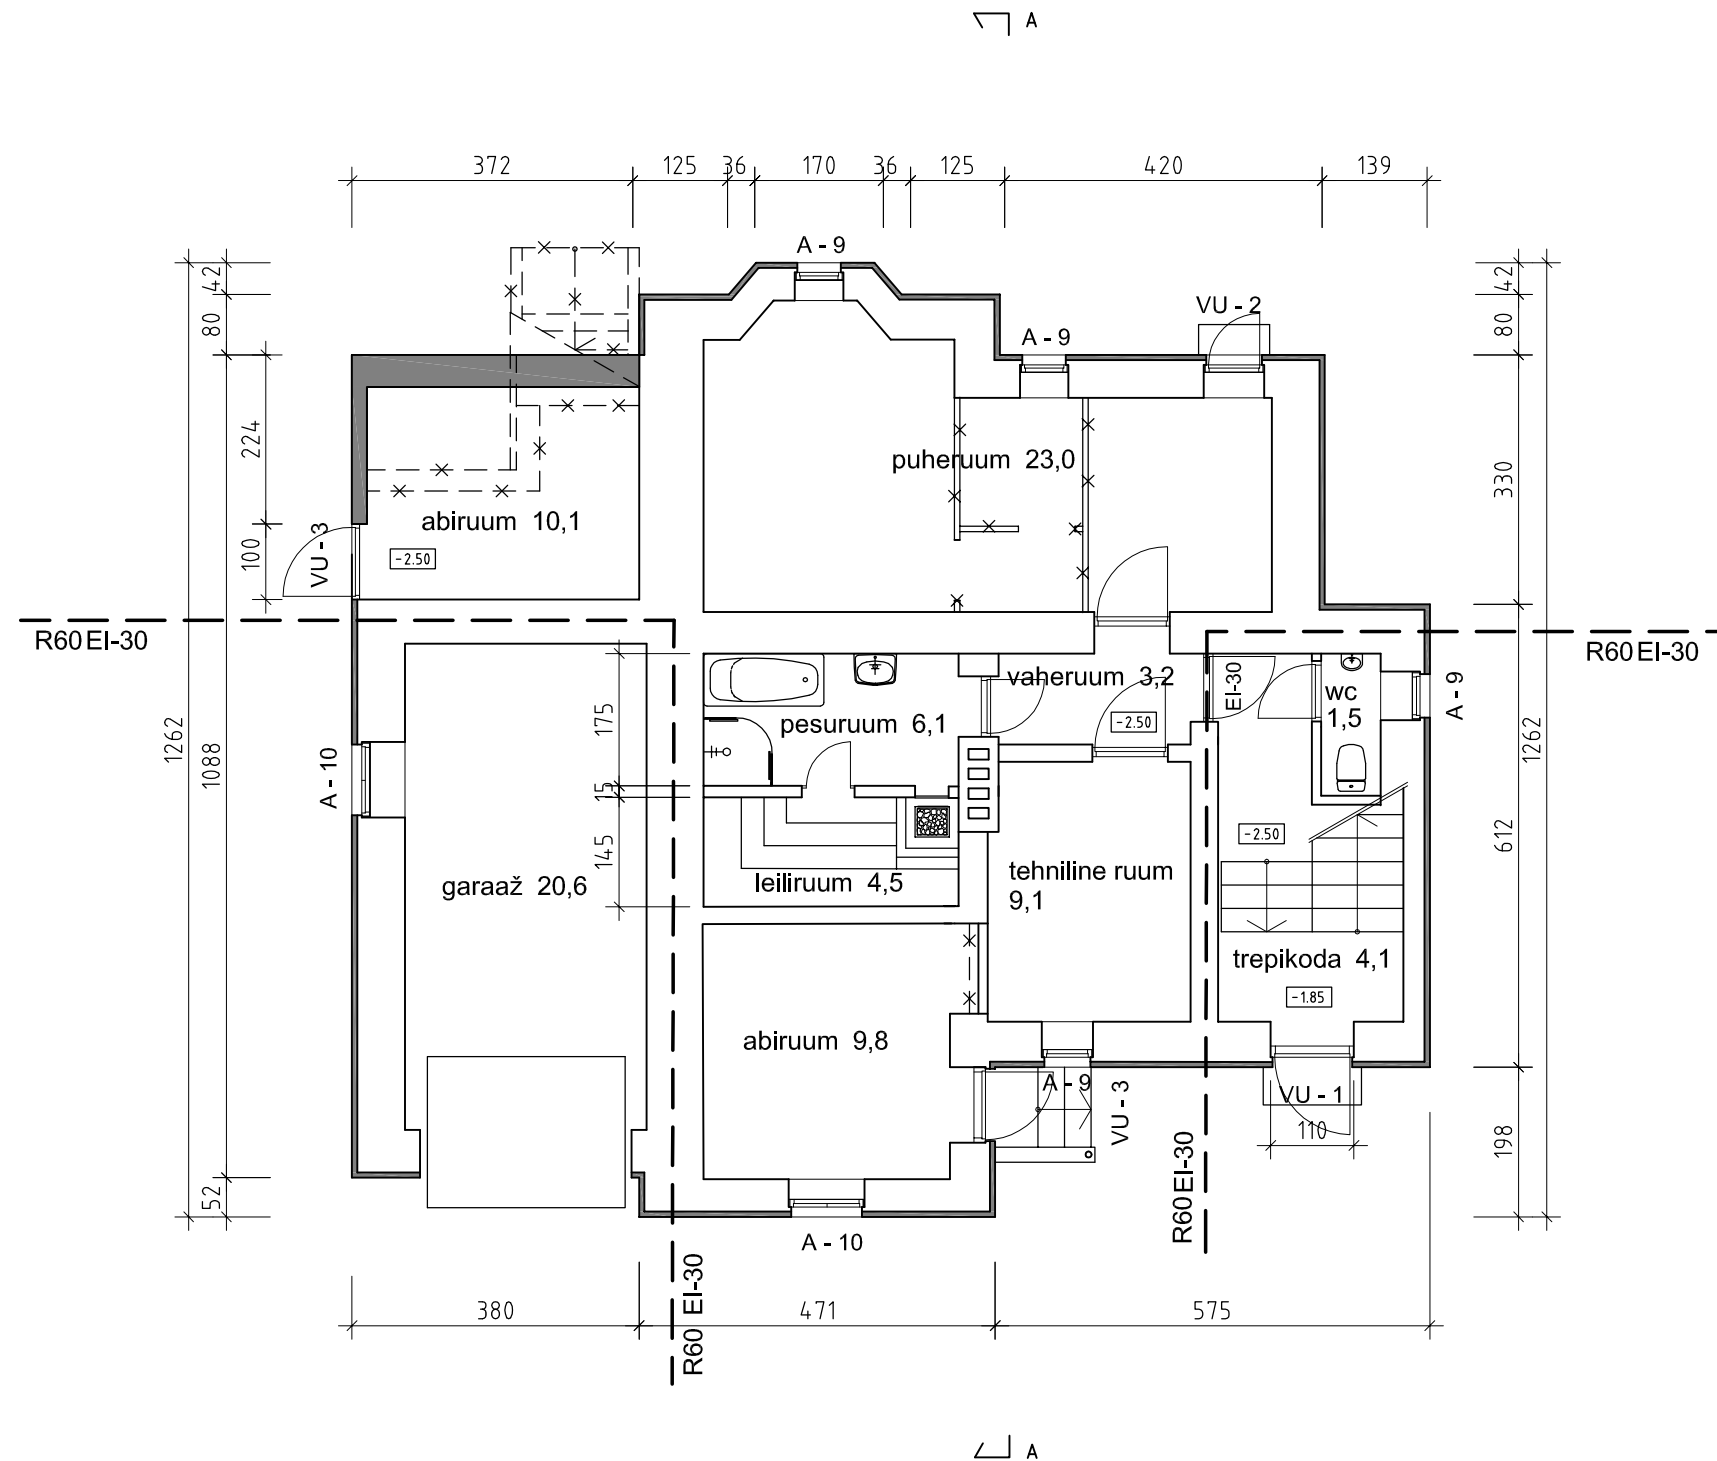 A
372
125
36
170
36
125
420
139
A - 9
VU - 2
A - 9
42
80
1262
1088
224
100
VU - 3
abiruum 10,1
-2.50
puheruum 23,0
42
80
330
R60 EI-30
R60 EI-30
vaheruum 3,2
-2.50
EI-30
wc
1,5
A - 9
pesuruum 6,1
175
15
145
A - 10
garaaž 20,6
leiliruum 4,5
tehniline ruum
9,1
-2.50
trepikoda 4,1
-1.85
1262
612
abiruum 9,8
A - 9
VU - 3
VU - 1
110
198
52
A - 10
R60 EI-30
R60 EI-30
380
471
575
A